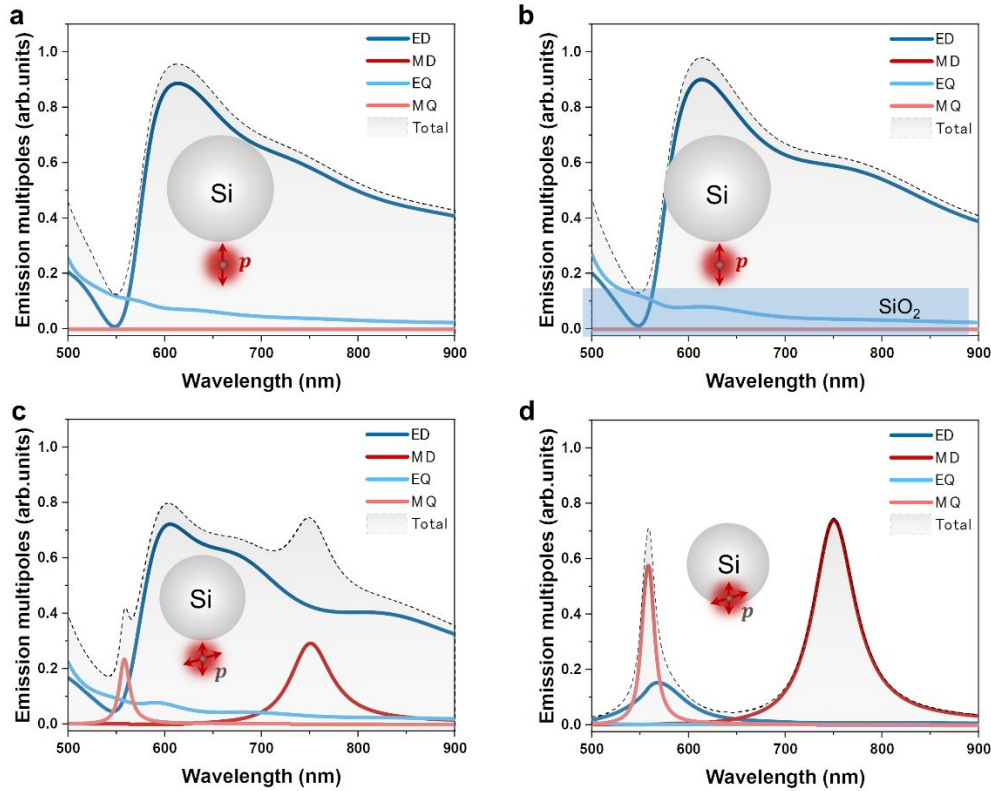 a
Emission multipoles (arb.units)
1.0
0.8
0.6
0.4
0.2
0.0
500
600
700
800
900
Wavelength (nm)
ED
MD
EQ
MQ
Total
Si
p
b
Emission multipoles (arb.units)
1.0
0.8
0.6
0.4
0.2
0.0
500
600
700
800
900
Wavelength (nm)
ED
MD
EQ
MQ
Total
Si
p
SiO₂
c
Emission multipoles (arb.units)
1.0
0.8
0.6
0.4
0.2
0.0
500
600
700
800
900
Wavelength (nm)
ED
MD
EQ
MQ
Total
Si
p
d
Emission multipoles (arb.units)
1.0
0.8
0.6
0.4
0.2
0.0
500
600
700
800
900
Wavelength (nm)
ED
MD
EQ
MQ
Total
Si
p